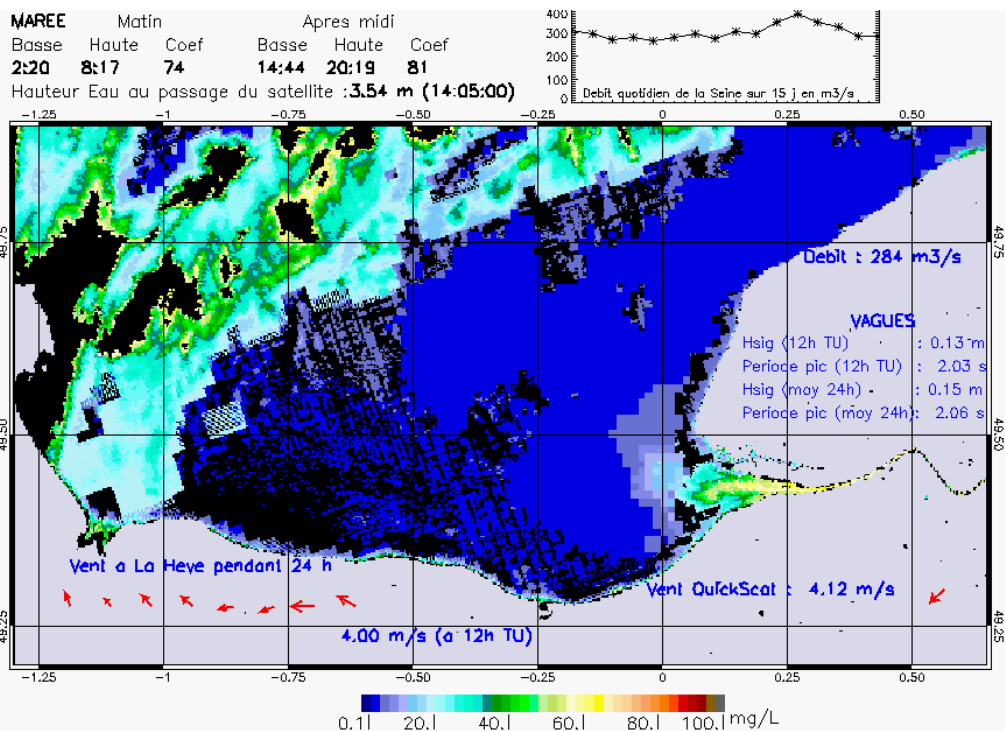 MAREE Matin Apres midi
Basse Haute Coef Basse Haute Coef
2:20 8:17 74 14:44 20:19 81
Hauteur Eau au passage du satellite :3.54 m (14:05:00)
400
300
200
100
0
Debit quotidien de la Seine sur 15 j en m3/s
-1.25 -1 -0.75 -0.50 -0.25 0 0.25 0.50
49.75 49.75
Debit : 284 m3/s
VAGUES
Hsig (12h TU) : 0.13 m
Periode pic (12h TU) : 2.03 s
Hsig (moy 24h) : 0.15 m
Periode pic (moy 24h): 2.06 s
49.50 49.50
Vent a La Heve pendant 24 h
Vent QuickScat : 4.12 m/s
4.00 m/s (a 12h TU)
49.25 49.25
-1.25 -1 -0.75 -0.50 -0.25 0 0.25 0.50
0.1 20.1 40.1 60.1 80.1 100.1 mg/L